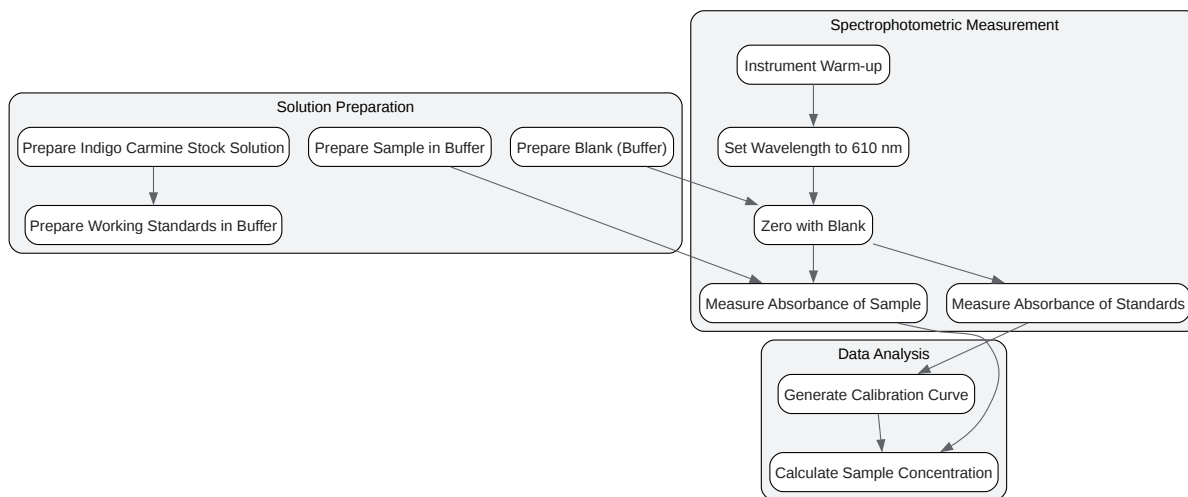 Spectrophotometric Measurement
Instrument Warm-up
Solution Preparation
Prepare Indigo Carmine Stock Solution
Prepare Sample in Buffer
Prepare Blank (Buffer)
Set Wavelength to 610 nm
Prepare Working Standards in Buffer
Zero with Blank
Measure Absorbance of Sample
Measure Absorbance of Standards
Data Analysis
Generate Calibration Curve
Calculate Sample Concentration